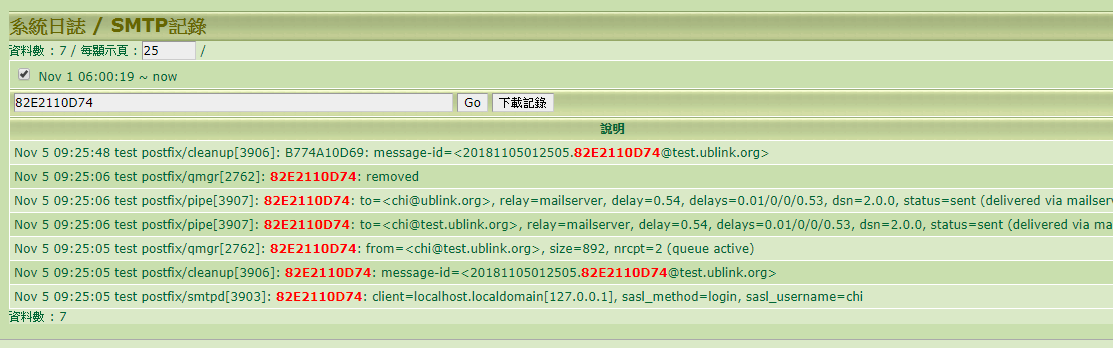 系統日誌 / SMTP記錄
資料數 : 7 / 每顯示頁 : 25 /
Nov 1 06:00:19 ~ now
82E2110D74 Go 下載記錄
說明
Nov 5 09:25:48 test postfix/cleanup[3906]: B774A10D69: message-id=<20181105012505.82E2110D74@test.ublink.org>
Nov 5 09:25:06 test postfix/qmgr[2762]: 82E2110D74: removed
Nov 5 09:25:06 test postfix/pipe[3907]: 82E2110D74: to=<chi@ublink.org>, relay=mailserver, delay=0.54, delays=0.01/0/0/0.53, dsn=2.0.0, status=sent (delivered via mailserv
Nov 5 09:25:06 test postfix/pipe[3907]: 82E2110D74: to=<chi@test.ublink.org>, relay=mailserver, delay=0.54, delays=0.01/0/0/0.53, dsn=2.0.0, status=sent (delivered via ma
Nov 5 09:25:05 test postfix/qmgr[2762]: 82E2110D74: from=<chi@test.ublink.org>, size=892, nrcpt=2 (queue active)
Nov 5 09:25:05 test postfix/cleanup[3906]: 82E2110D74: message-id=<20181105012505.82E2110D74@test.ublink.org>
Nov 5 09:25:05 test postfix/smtpd[3903]: 82E2110D74: client=localhost.localdomain[127.0.0.1], sasl_method=login, sasl_username=chi
資料數 : 7